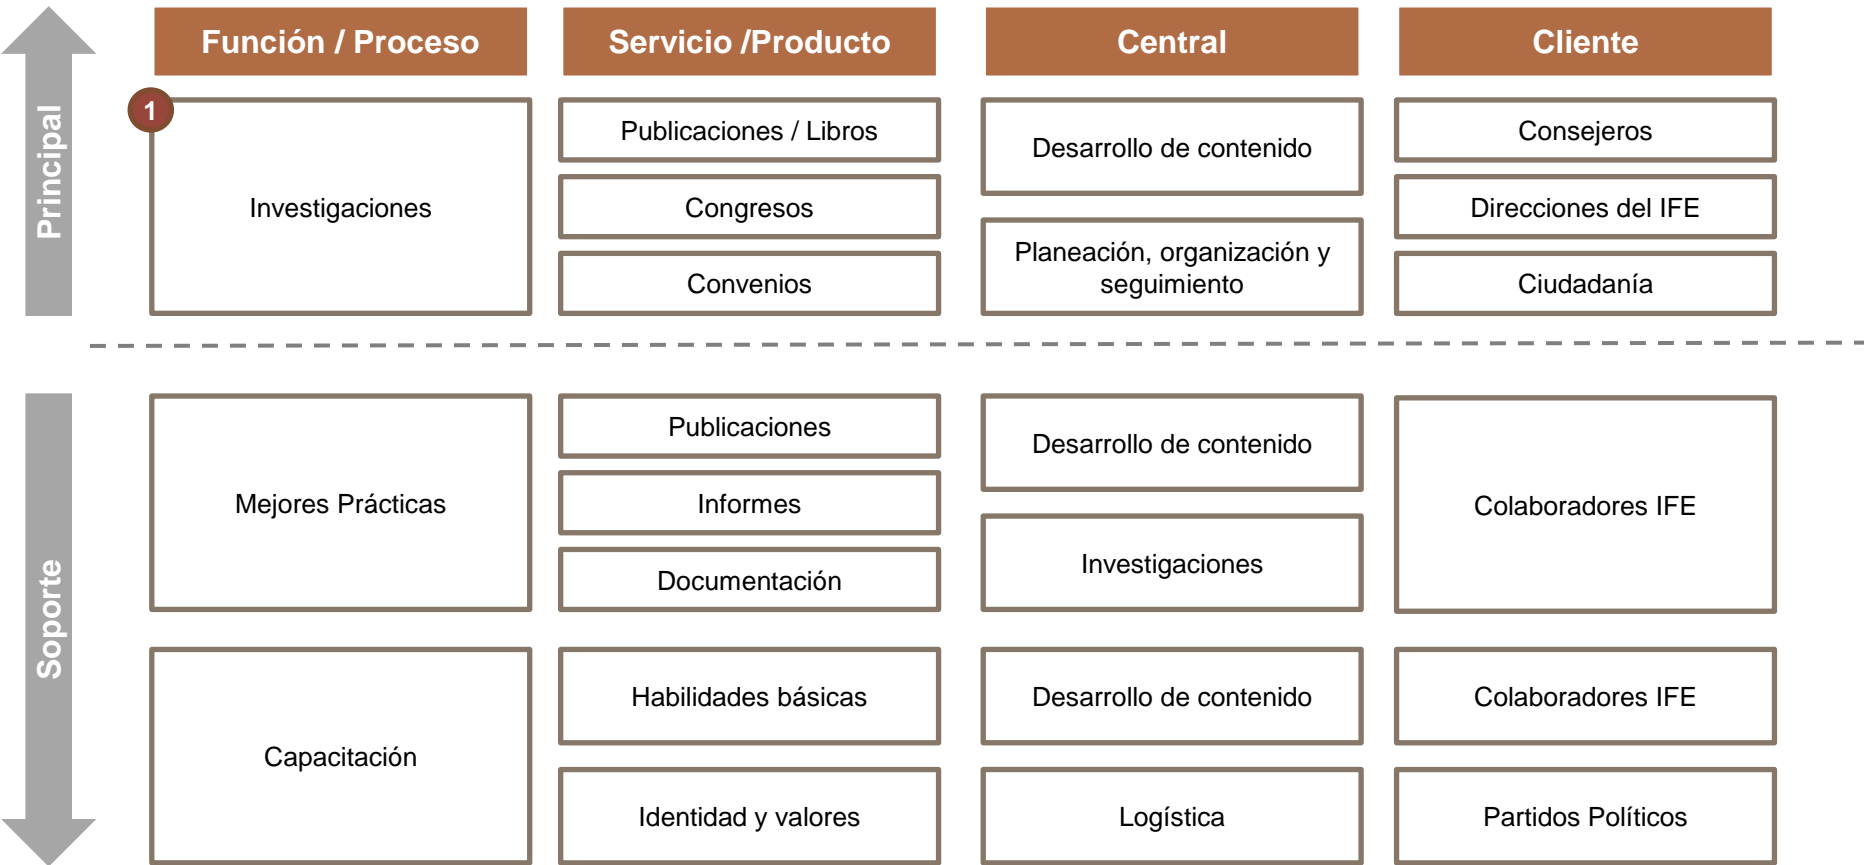 Función / Proceso
Servicio /Producto
Central
Cliente
Principal
1
Investigaciones
Publicaciones / Libros
Congresos
Convenios
Desarrollo de contenido
Planeación, organización y
seguimiento
Consejeros
Direcciones del IFE
Ciudadanía
Soporte
Mejores Prácticas
Publicaciones
Informes
Documentación
Desarrollo de contenido
Investigaciones
Colaboradores IFE
Capacitación
Habilidades básicas
Identidad y valores
Desarrollo de contenido
Logística
Colaboradores IFE
Partidos Políticos